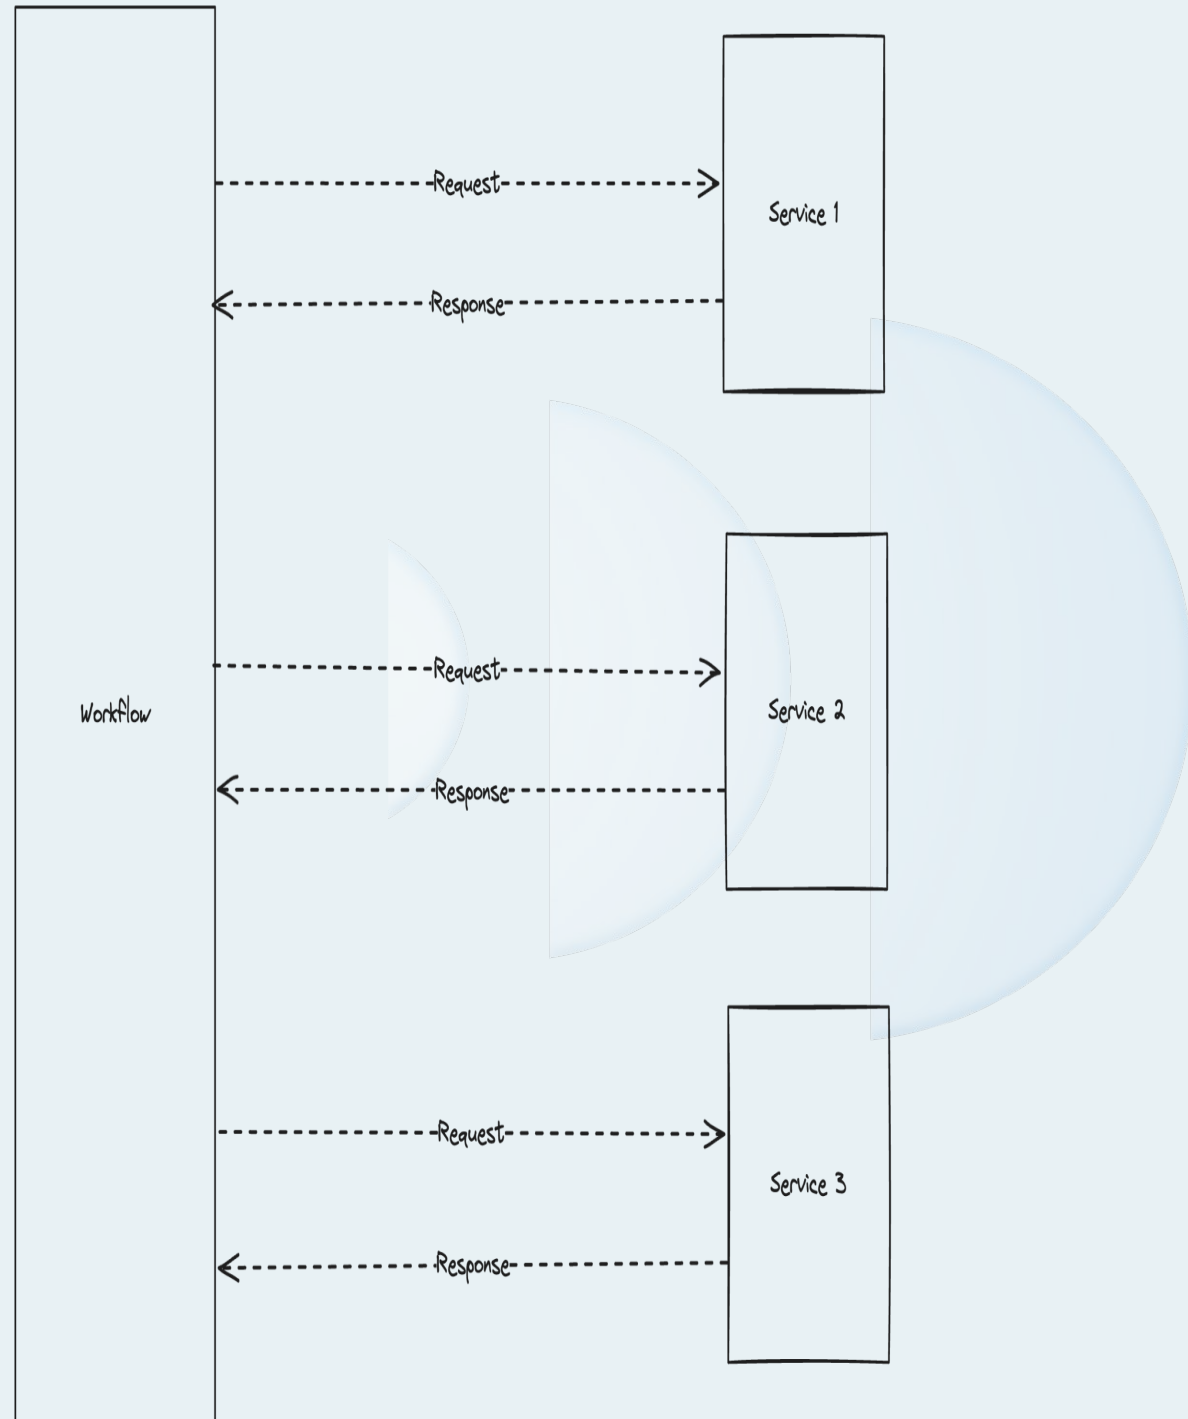 Request
Service 1
Response
Request
Workflow
Service 2
Response
Request
Service 3
Response